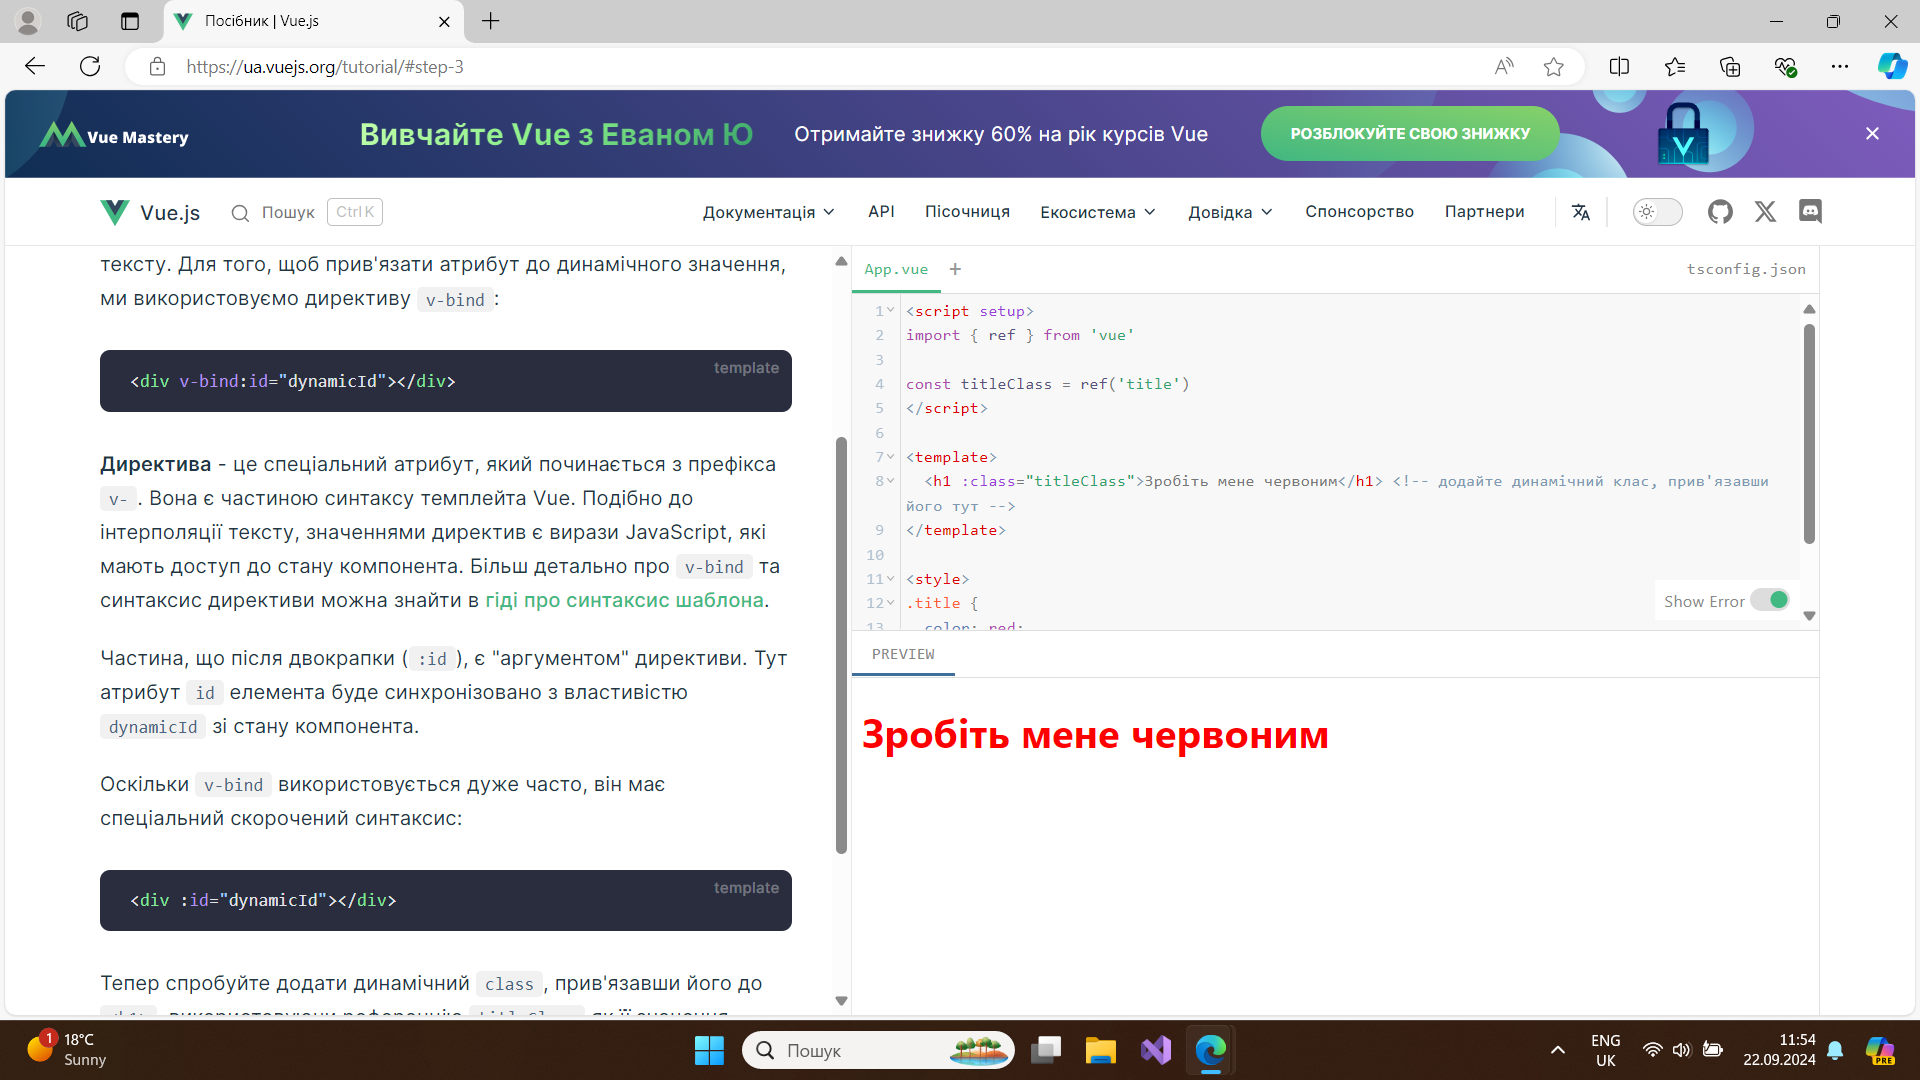 Посібник | Vue.js
https://ua.vuejs.org/tutorial/#step-3
Vue Mastery
Вивчайте Vue з Еваном Ю
Отримайте знижку 60% на рік курсів Vue
РОЗБЛОКУЙТЕ СВОЮ ЗНИЖКУ
Vue.js
Пошук
Ctrl K
Документація
API
Пісочниця
Екосистема
Довідка
Спонсорство
Партнери
тексту. Для того, щоб прив'язати атрибут до динамічного значення,
ми використовуємо директиву v-bind :
template
<div v-bind:id="dynamicId"></div>
Директива - це спеціальний атрибут, який починається з префікса
v- . Вона є частиною синтаксу темплейта Vue. Подібно до
інтерполяції тексту, значеннями директив є вирази JavaScript, які
мають доступ до стану компонента. Більш детально про v-bind та
синтаксис директиви можна знайти в гіді про синтаксис шаблона.
Частина, що після двокрапки ( :id ), є "аргументом" директиви. Тут
атрибут id елемента буде синхронізовано з властивістю
dynamicId зі стану компонента.
Оскільки v-bind використовується дуже часто, він має
спеціальний скорочений синтаксис:
template
<div :id="dynamicId"></div>
Тепер спробуйте додати динамічний class , прив'язавши його до
App.vue
+
tsconfig.json
1 <script setup>
2 import { ref } from 'vue'
3
4 const titleClass = ref('title')
5 </script>
6
7 <template>
8 <h1 :class="titleClass">Зробіть мене червоним</h1> <!-- додайте динамічний клас, прив'язавши
його тут -->
9 </template>
10
11 <style>
12 .title {
13 color: red;
Show Error
PREVIEW
Зробіть мене червоним
1
18°C
Sunny
Пошук
ENG
UK
11:54
22.09.2024
PRE